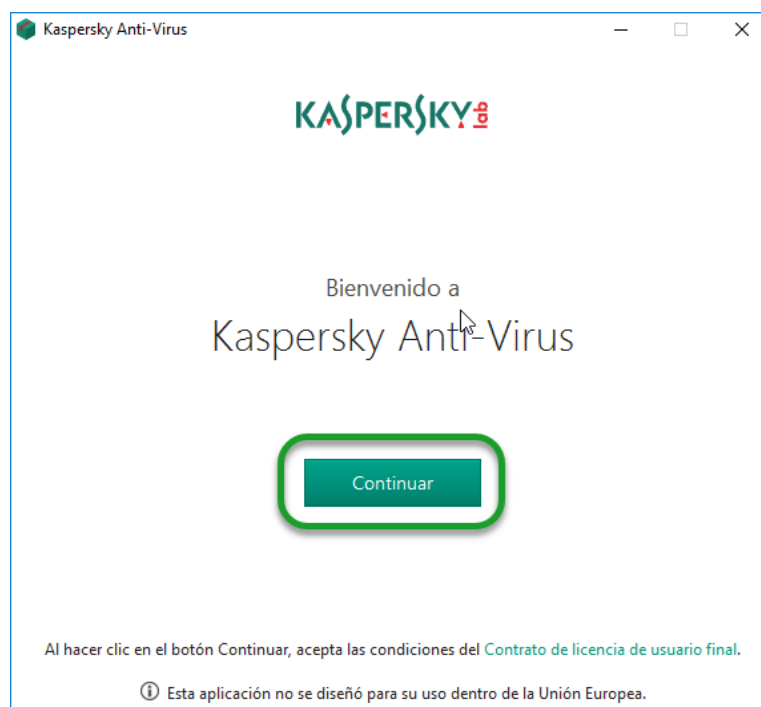 Kaspersky Anti-Virus
KASPERSKY lab
Bienvenido a
Kaspersky Anti-Virus
Continuar
Al hacer clic en el botón Continuar, acepta las condiciones del Contrato de licencia de usuario final.
Esta aplicación no se diseñó para su uso dentro de la Unión Europea.